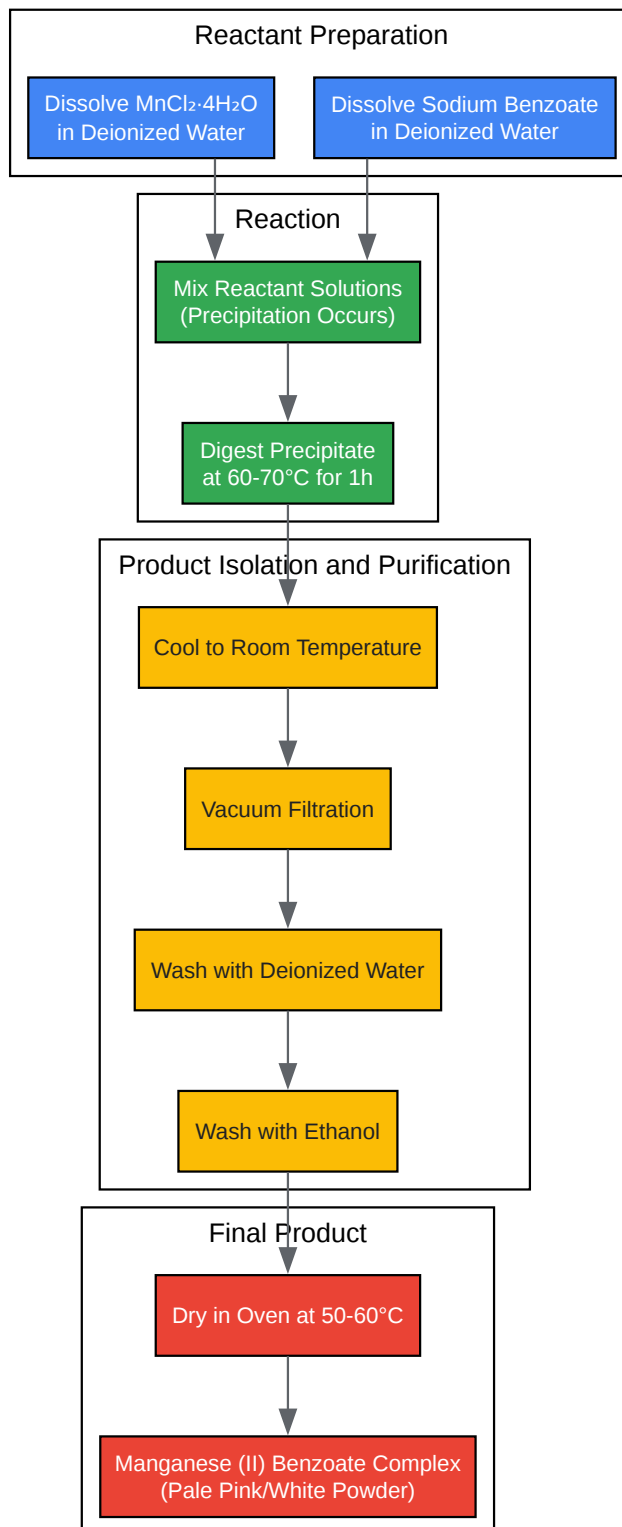 Reactant Preparation
Dissolve MnCl₂·4H₂O
in Deionized Water
Dissolve Sodium Benzoate
in Deionized Water
Reaction
Mix Reactant Solutions
(Precipitation Occurs)
Digest Precipitate
at 60-70°C for 1h
Product Isolation and Purification
Cool to Room Temperature
Vacuum Filtration
Wash with Deionized Water
Wash with Ethanol
Final Product
Dry in Oven at 50-60°C
Manganese (II) Benzoate Complex
(Pale Pink/White Powder)